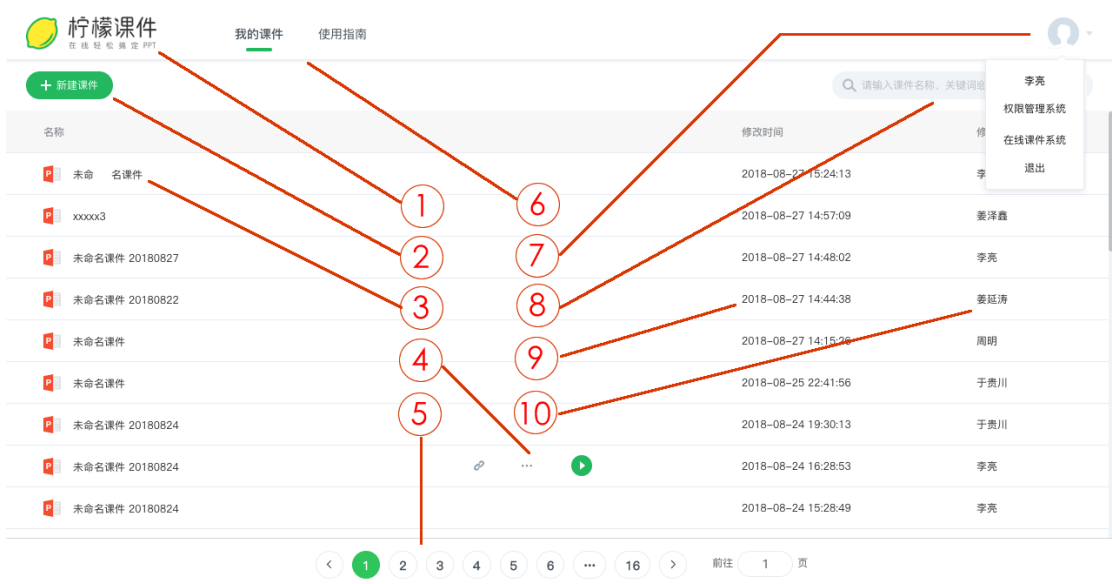 柠檬课件
在线轻松搞定PPT
我的课件 使用指南
新建课件
请输入课件名称、关键词
李亮
权限管理系统
在线课件系统
退出
名称 修改时间 修
未命 名课件 2018-08-27 15:24:13 李
xxxxx3 2018-08-27 14:57:09 姜泽鑫
未命名课件 20180827 2018-08-27 14:48:02 李亮
未命名课件 20180822 2018-08-27 14:44:38 姜延涛
未命名课件 2018-08-27 14:15:26 周明
未命名课件 2018-08-25 22:41:56 于贵川
未命名课件 20180824 2018-08-24 19:30:13 于贵川
未命名课件 20180824 ... 2018-08-24 16:28:53 李亮
未命名课件 20180824 2018-08-24 15:28:49 李亮
1 6
2 7
3 8
4 9
5 10
< 1 2 3 4 5 6 ... 16 > 前往 1 页